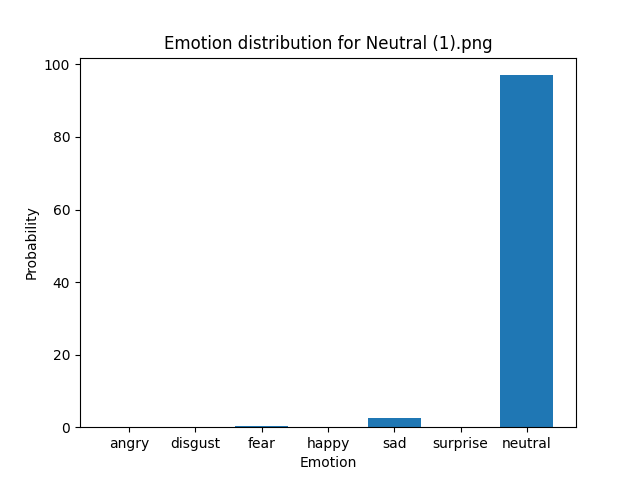 Emotion distribution for Neutral (1).png
100
80
60
40
20
0
Probability
angry disgust fear happy sad surprise neutral
Emotion